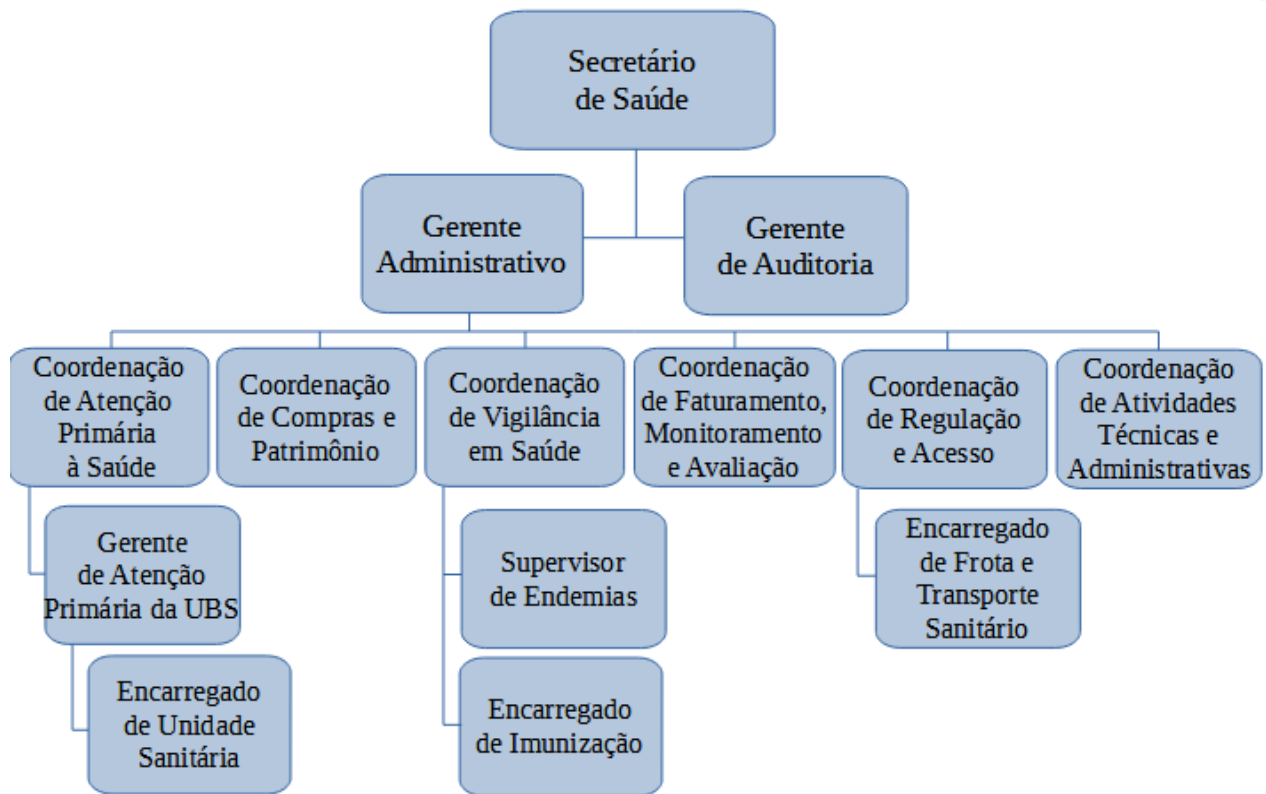 Secretário
de Saúde
Gerente
Administrativo
Gerente
de Auditoria
Coordenação
de Atenção
Primária
à Saúde
Coordenação
de Compras e
Patrimônio
Coordenação
de Vigilância
em Saúde
Coordenação
de Faturamento,
Monitoramento
e Avaliação
Coordenação
de Regulação
e Acesso
Coordenação
de Atividades
Técnicas e
Administrativas
Gerente
de Atenção
Primária da UBS
Encarregado
de Unidade
Sanitária
Supervisor
de Endemias
Encarregado
de Imunização
Encarregado
de Frota e
Transporte
Sanitário